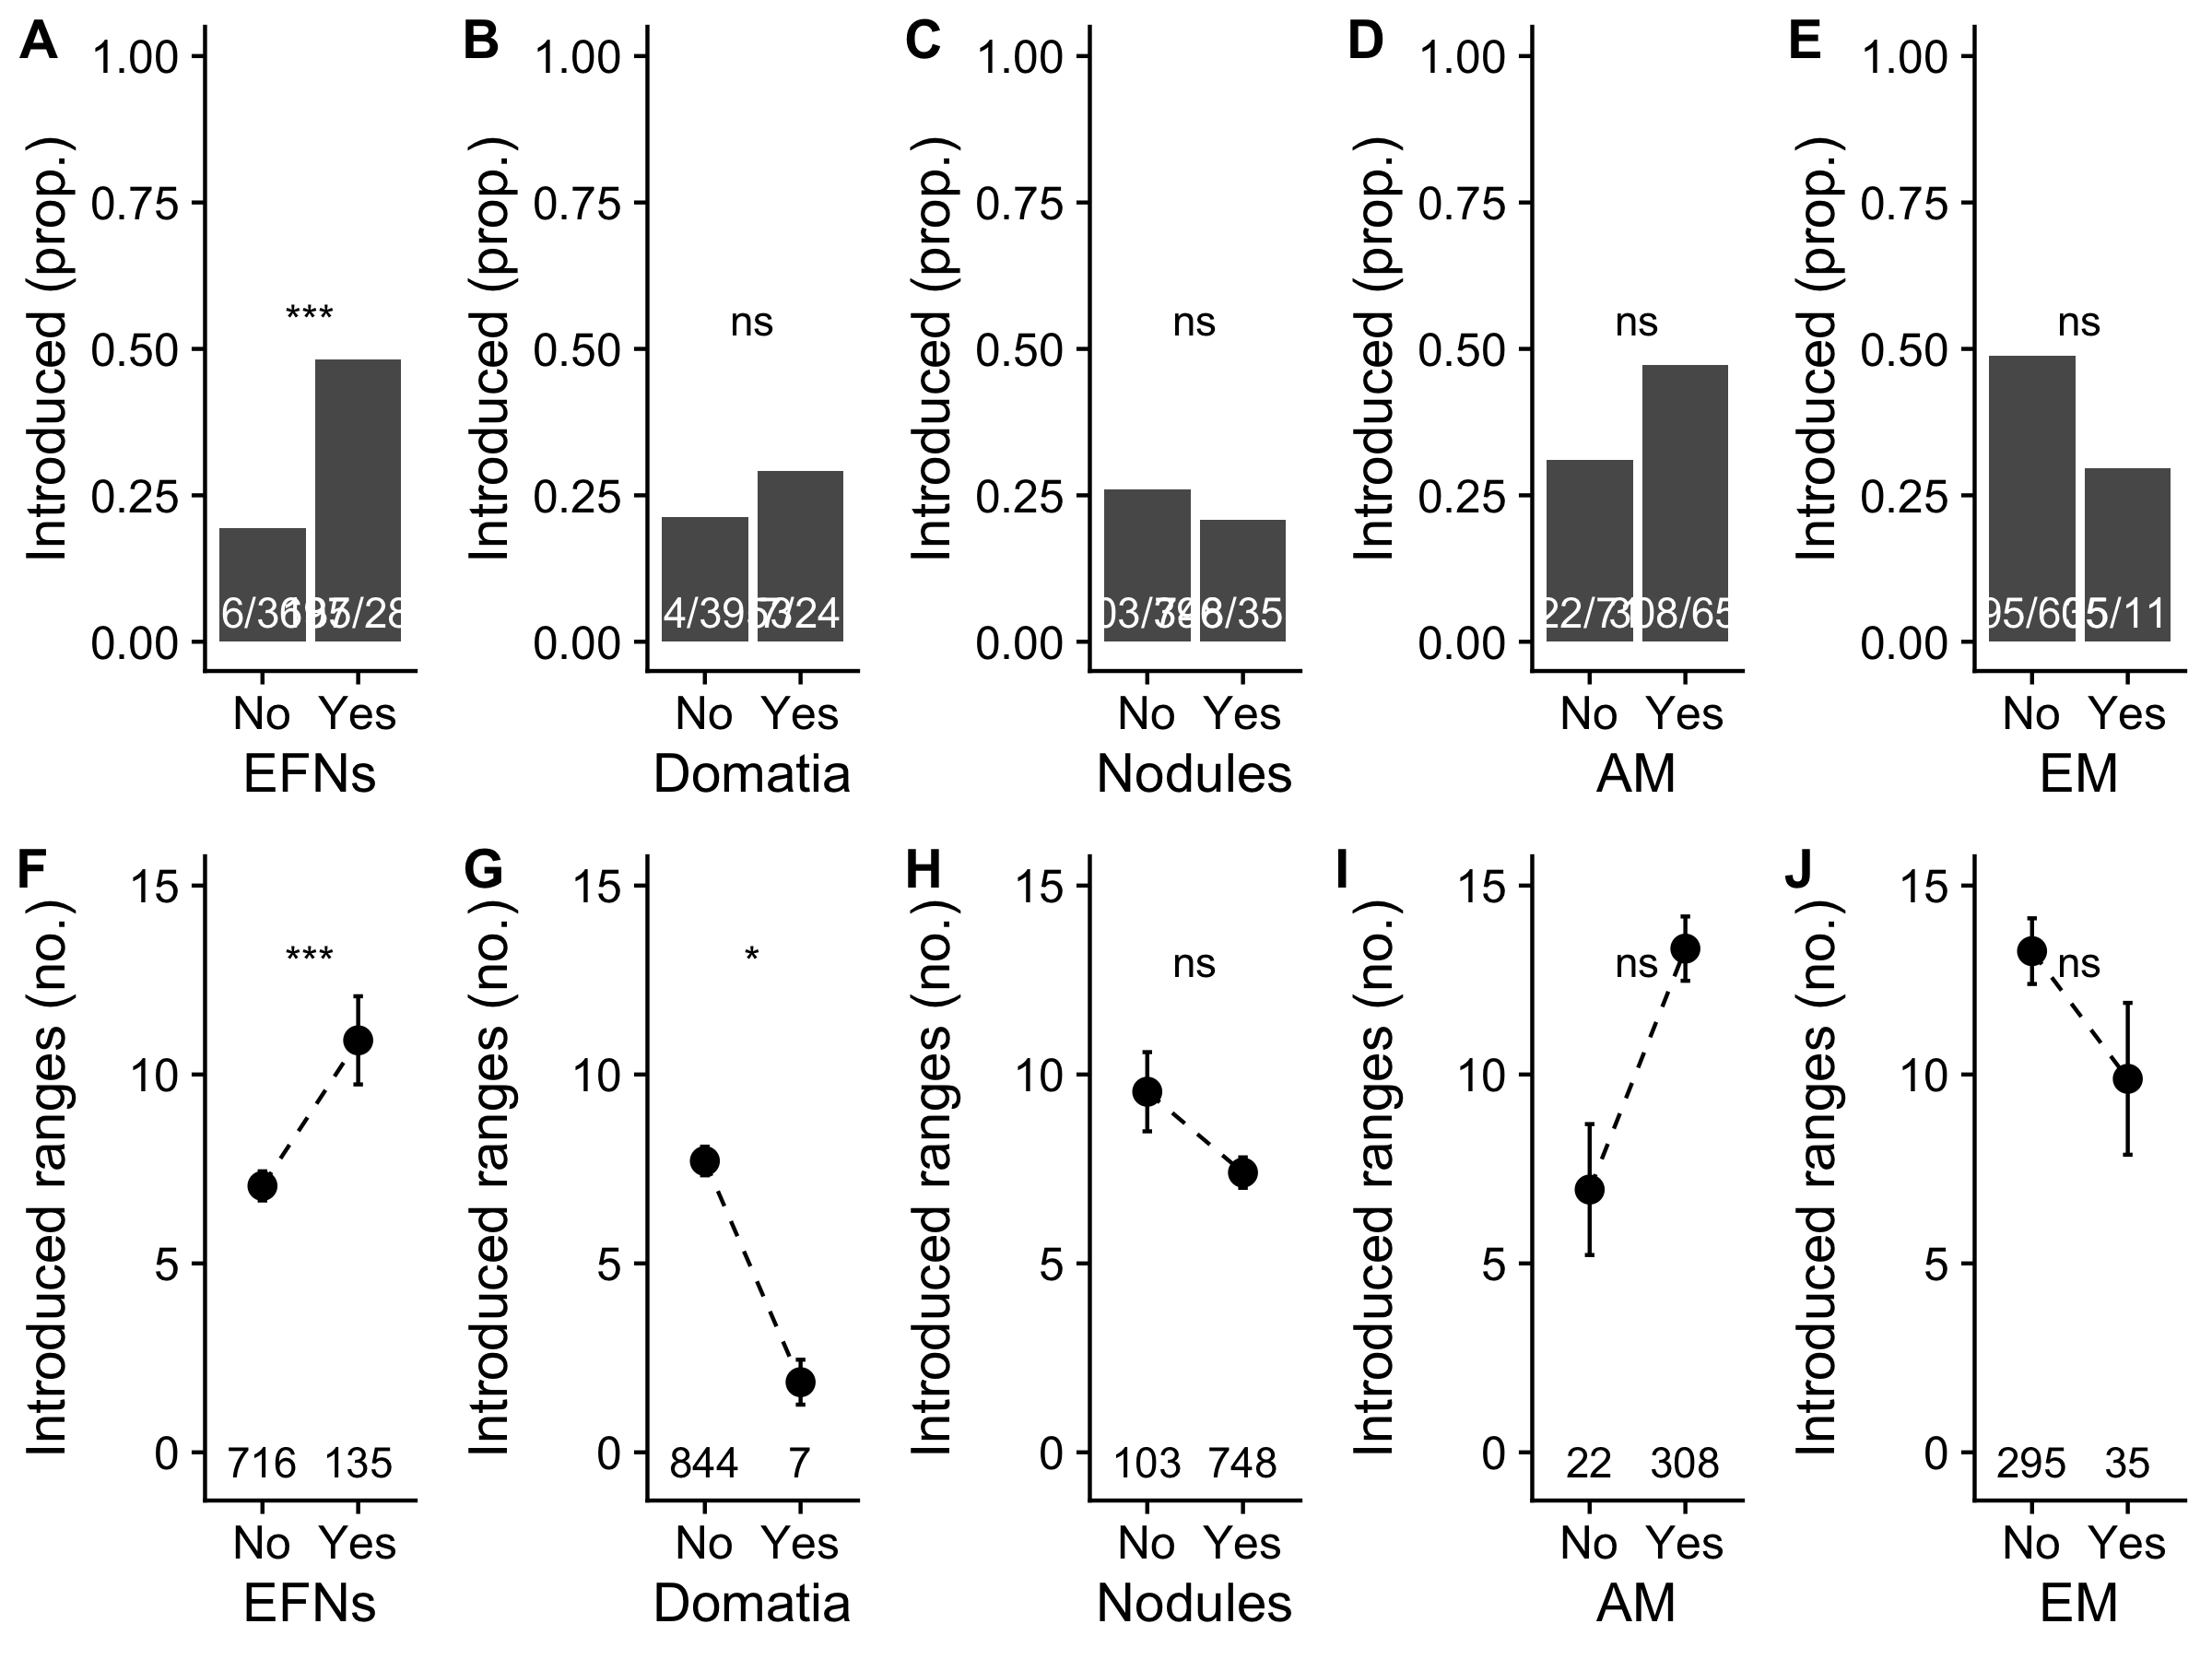 A
1.00
0.75
0.50
0.25
0.00
Introduced (prop.)
***
No Yes
EFNs
B
1.00
0.75
0.50
0.25
0.00
Introduced (prop.)
ns
No Yes
Domatia
C
1.00
0.75
0.50
0.25
0.00
Introduced (prop.)
ns
No Yes
Nodules
D
1.00
0.75
0.50
0.25
0.00
Introduced (prop.)
ns
No Yes
AM
E
1.00
0.75
0.50
0.25
0.00
Introduced (prop.)
ns
No Yes
EM
F
15
10
5
0
Introduced ranges (no.)
***
716 135
No Yes
EFNs
G
15
10
5
0
Introduced ranges (no.)
*
844 7
No Yes
Domatia
H
15
10
5
0
Introduced ranges (no.)
ns
103 748
No Yes
Nodules
I
15
10
5
0
Introduced ranges (no.)
ns
22 308
No Yes
AM
J
15
10
5
0
Introduced ranges (no.)
ns
295 35
No Yes
EM